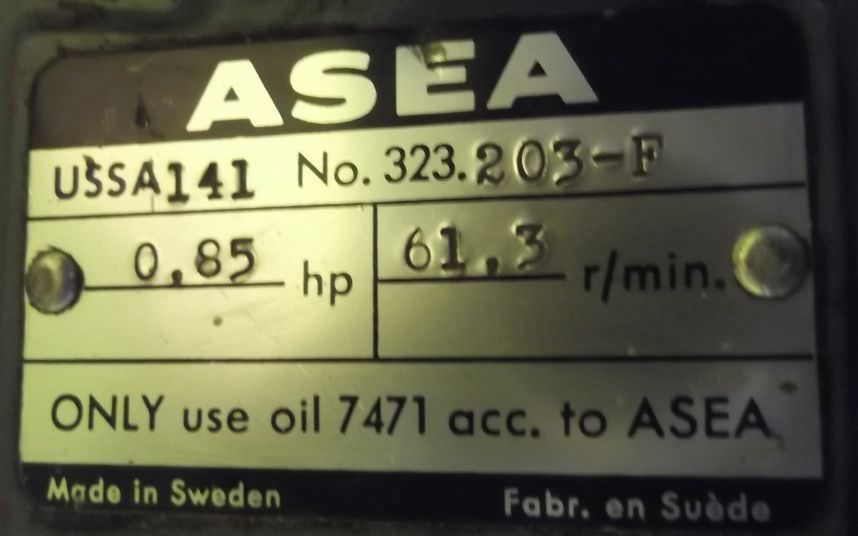 ASEA
USSA141 No. 323.203-F
0,85 hp 61,3 r/min.
ONLY use oil 7471 acc. to ASEA
Made in Sweden Fabr. en Suède